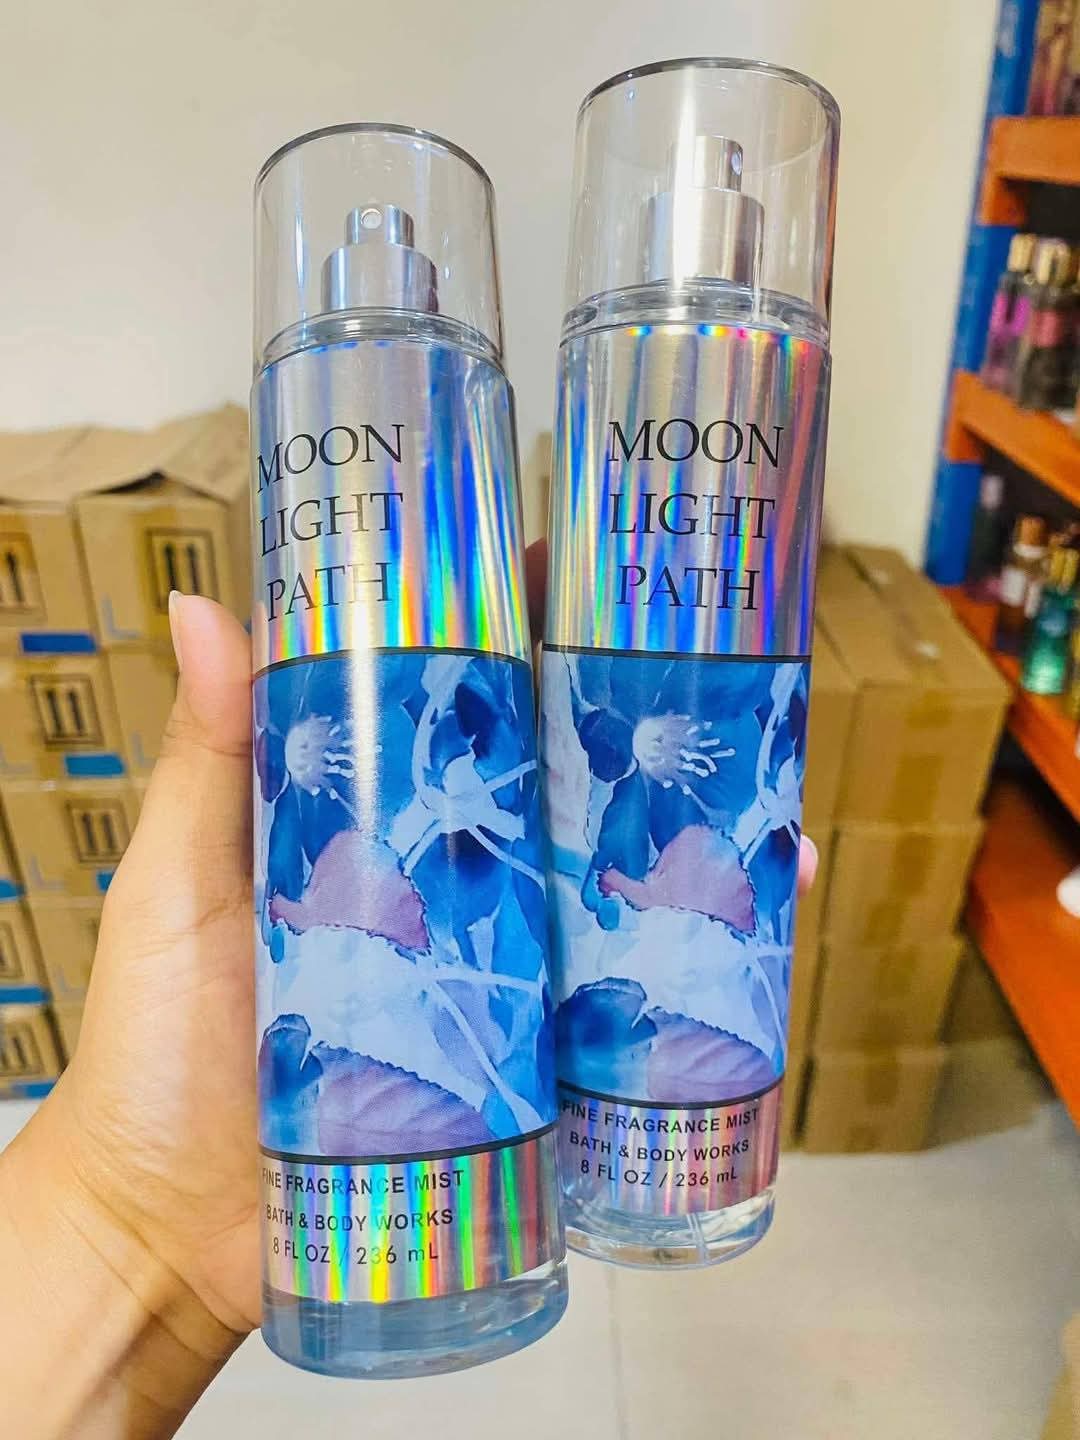 MOON
LIGHT
PATH
FINE FRAGRANCE MIST
BATH & BODY WORKS
8 FL OZ / 236 mL
MOON
LIGHT
PATH
FINE FRAGRANCE MIST
BATH & BODY WORKS
8 FL OZ / 236 mL